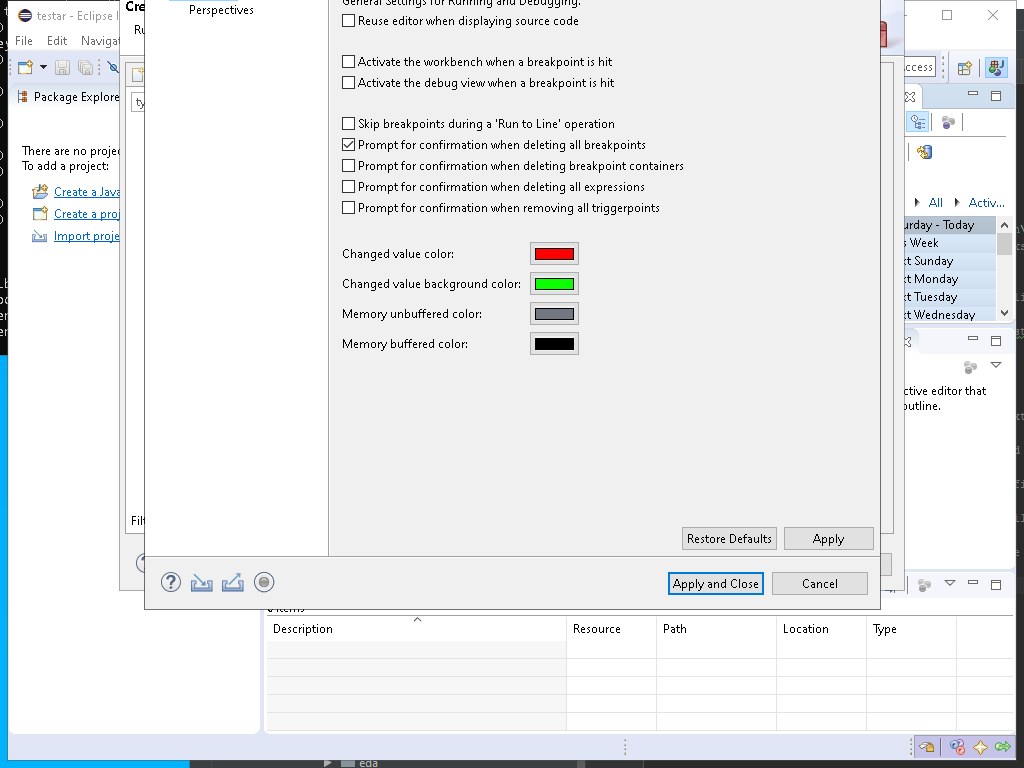 testar - Eclipse I
Cre
Perspectives
General Settings for Running and Debugging.
Reuse editor when displaying source code
File Edit Navigat
Ru
Activate the workbench when a breakpoint is hit
cess
Activate the debug view when a breakpoint is hit
Package Explore
ty
Skip breakpoints during a 'Run to Line' operation
There are no projec
To add a project:
Prompt for confirmation when deleting all breakpoints
Prompt for confirmation when deleting breakpoint containers
Create a Java
Prompt for confirmation when deleting all expressions
Create a proj
Prompt for confirmation when removing all triggerpoints
All Activ...
Import proje
urday - Today
s Week
Changed value color:
xt Sunday
xt Monday
Changed value background color:
xt Tuesday
Memory unbuffered color:
xt Wednesday
Memory buffered color:
ctive editor that
outline.
Filt
Restore Defaults Apply
Apply and Close Cancel
items
Description Resource Path Location Type
eda